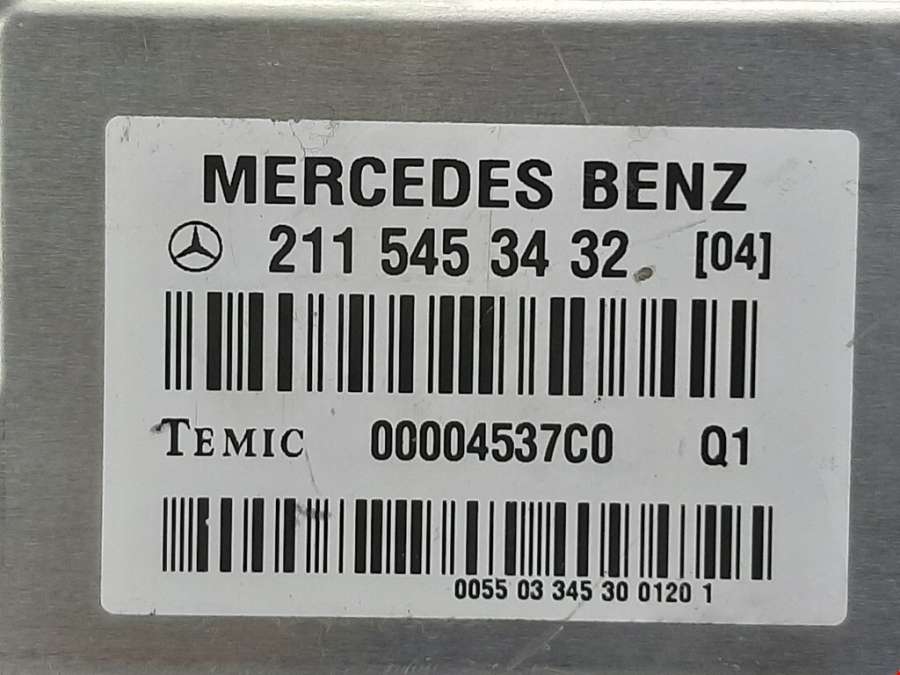 MERCEDES BENZ
211 545 34 32 [04]
TEMIC 00004537C0 Q1
0055 03 345 30 0120 1